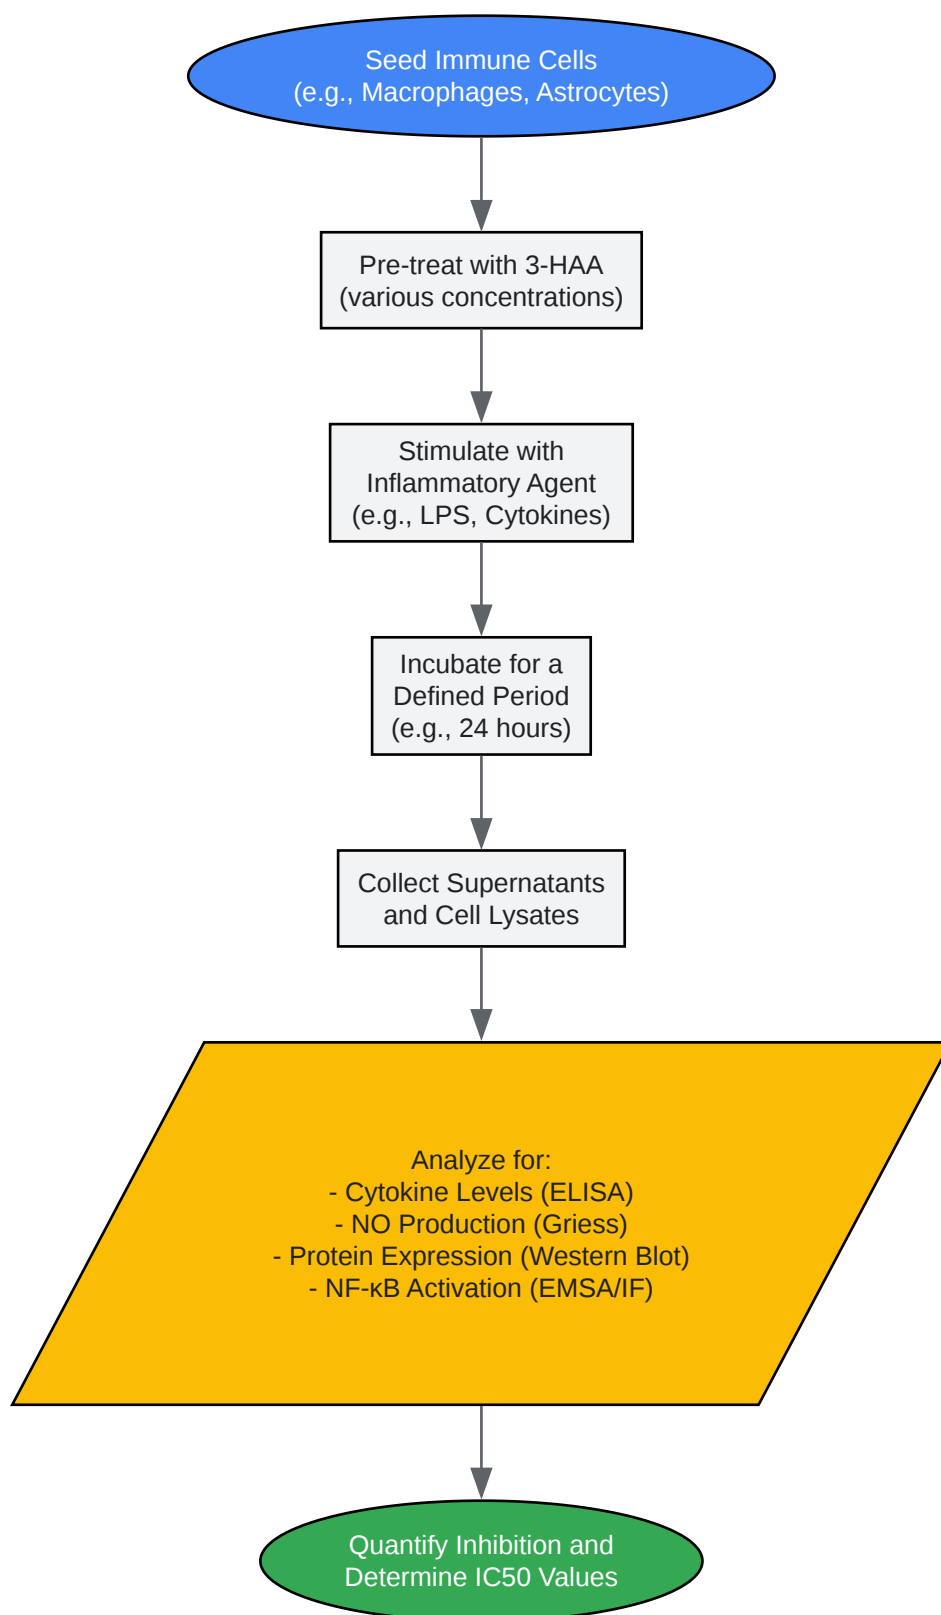 Seed Immune Cells
(e.g., Macrophages, Astrocytes)
Pre-treat with 3-HAA
(various concentrations)
Stimulate with
Inflammatory Agent
(e.g., LPS, Cytokines)
Incubate for a
Defined Period
(e.g., 24 hours)
Collect Supernatants
and Cell Lysates
Analyze for:
- Cytokine Levels (ELISA)
- NO Production (Griess)
- Protein Expression (Western Blot)
- NF-κB Activation (EMSA/IF)
Quantify Inhibition and
Determine IC50 Values